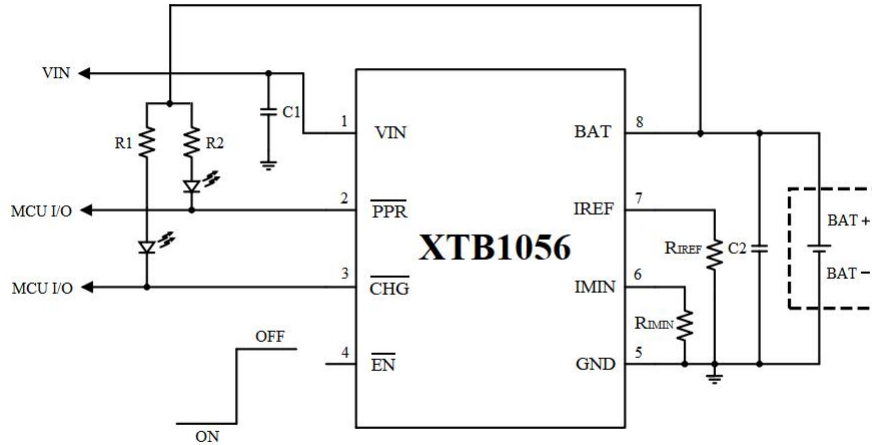 VIN
C1
R1
R2
1
VIN
BAT
8
MCU I/O
2
PPR
IREF
7
XTB1056
RIREF
C2
BAT +
BAT −
MCU I/O
3
CHG
IMIN
6
RIMIN
OFF
ON
4
EN
GND
5